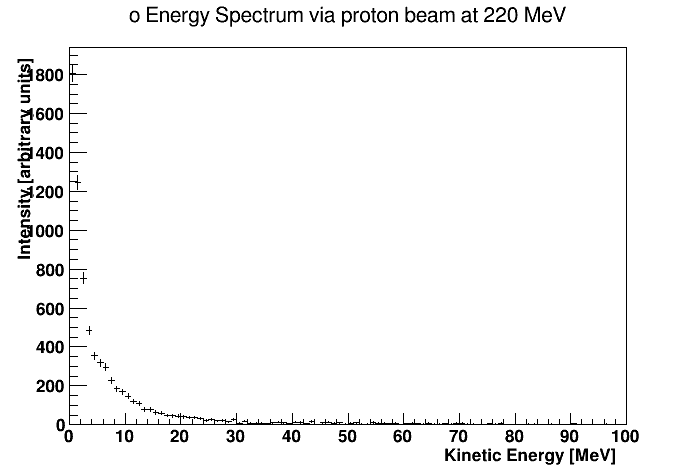 o Energy Spectrum via proton beam at 220 MeV
Intensity [arbitrary units]
1800
1600
1400
1200
1000
800
600
400
200
0
0 10 20 30 40 50 60 70 80 90 100
Kinetic Energy [MeV]